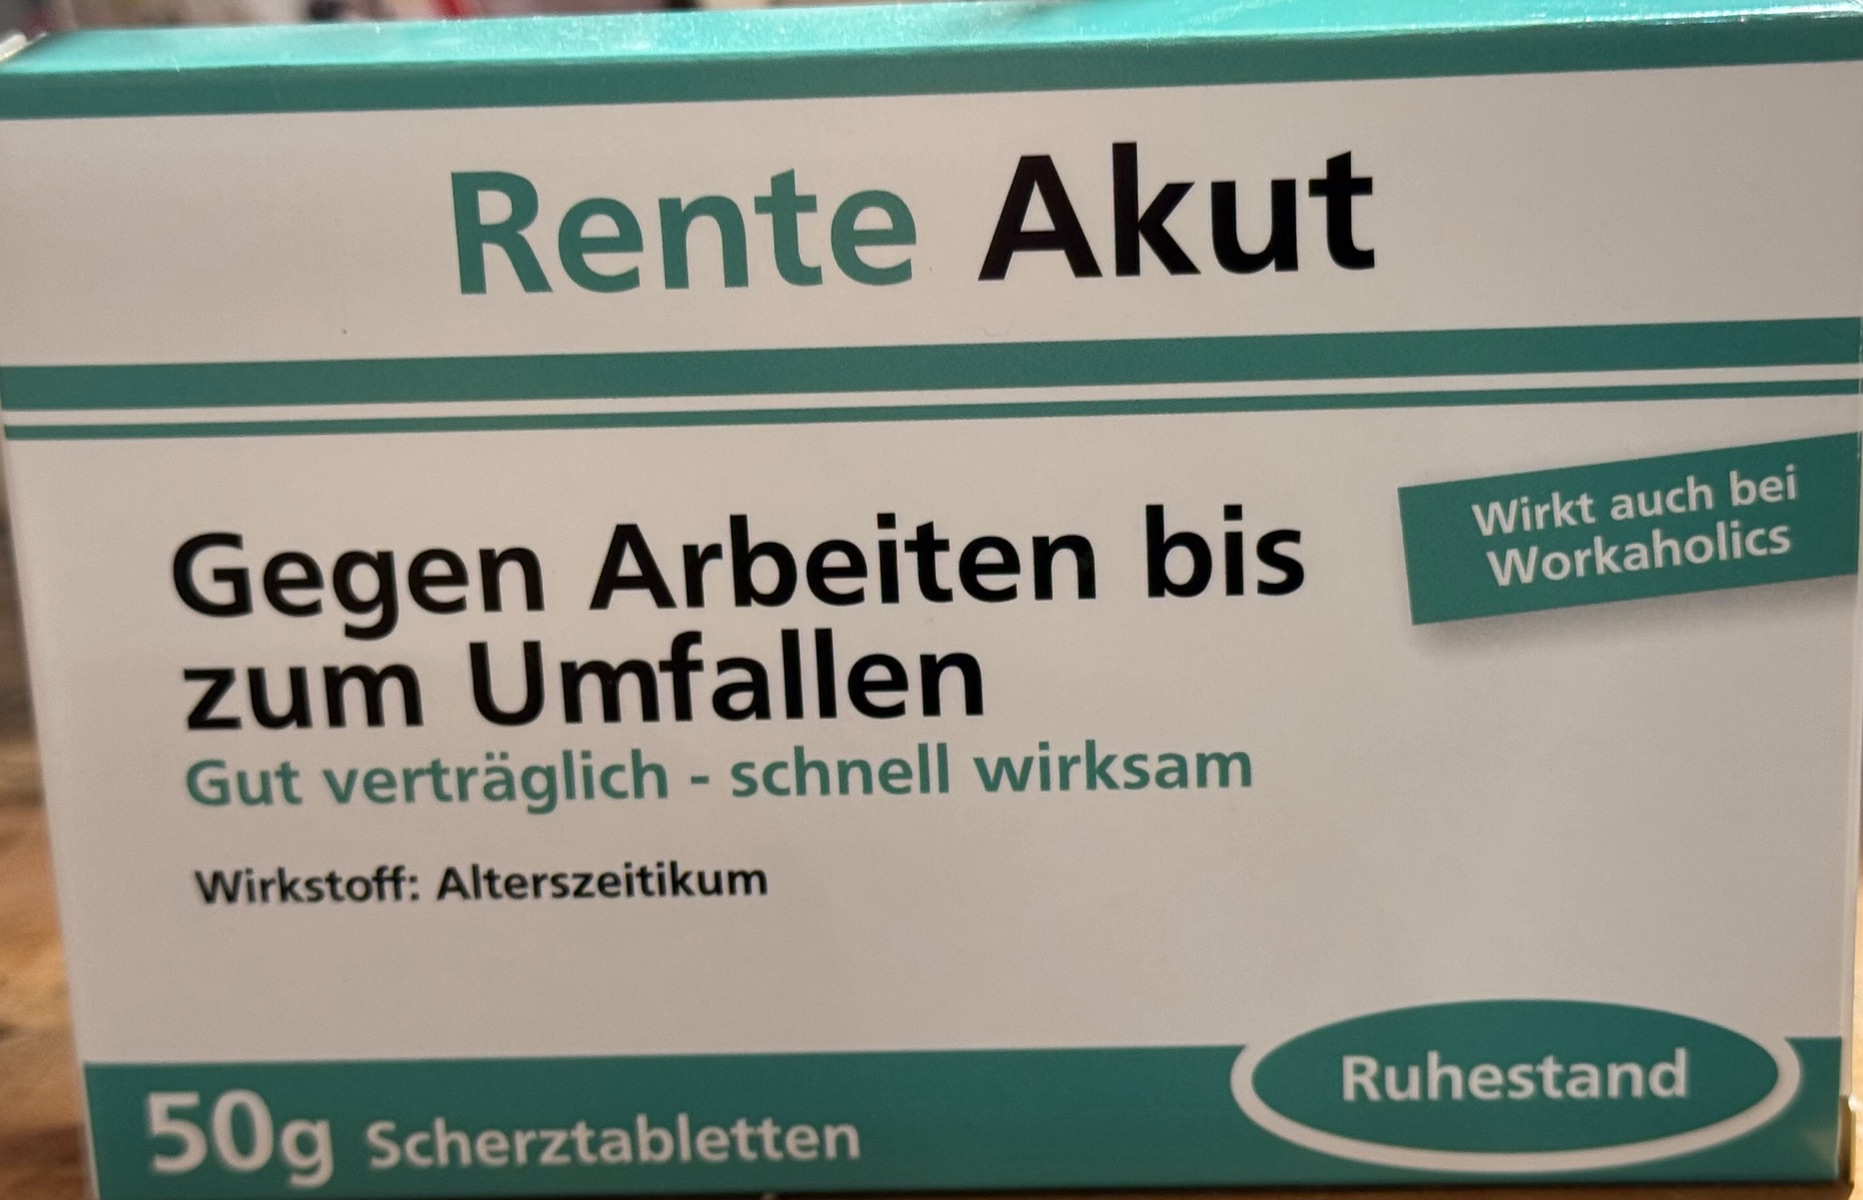 Rente Akut
Wirkt auch bei
Workaholics
Gegen Arbeiten bis
zum Umfallen
Gut verträglich - schnell wirksam
Wirkstoff: Alterszeitikum
Ruhestand
50g Scherztabletten